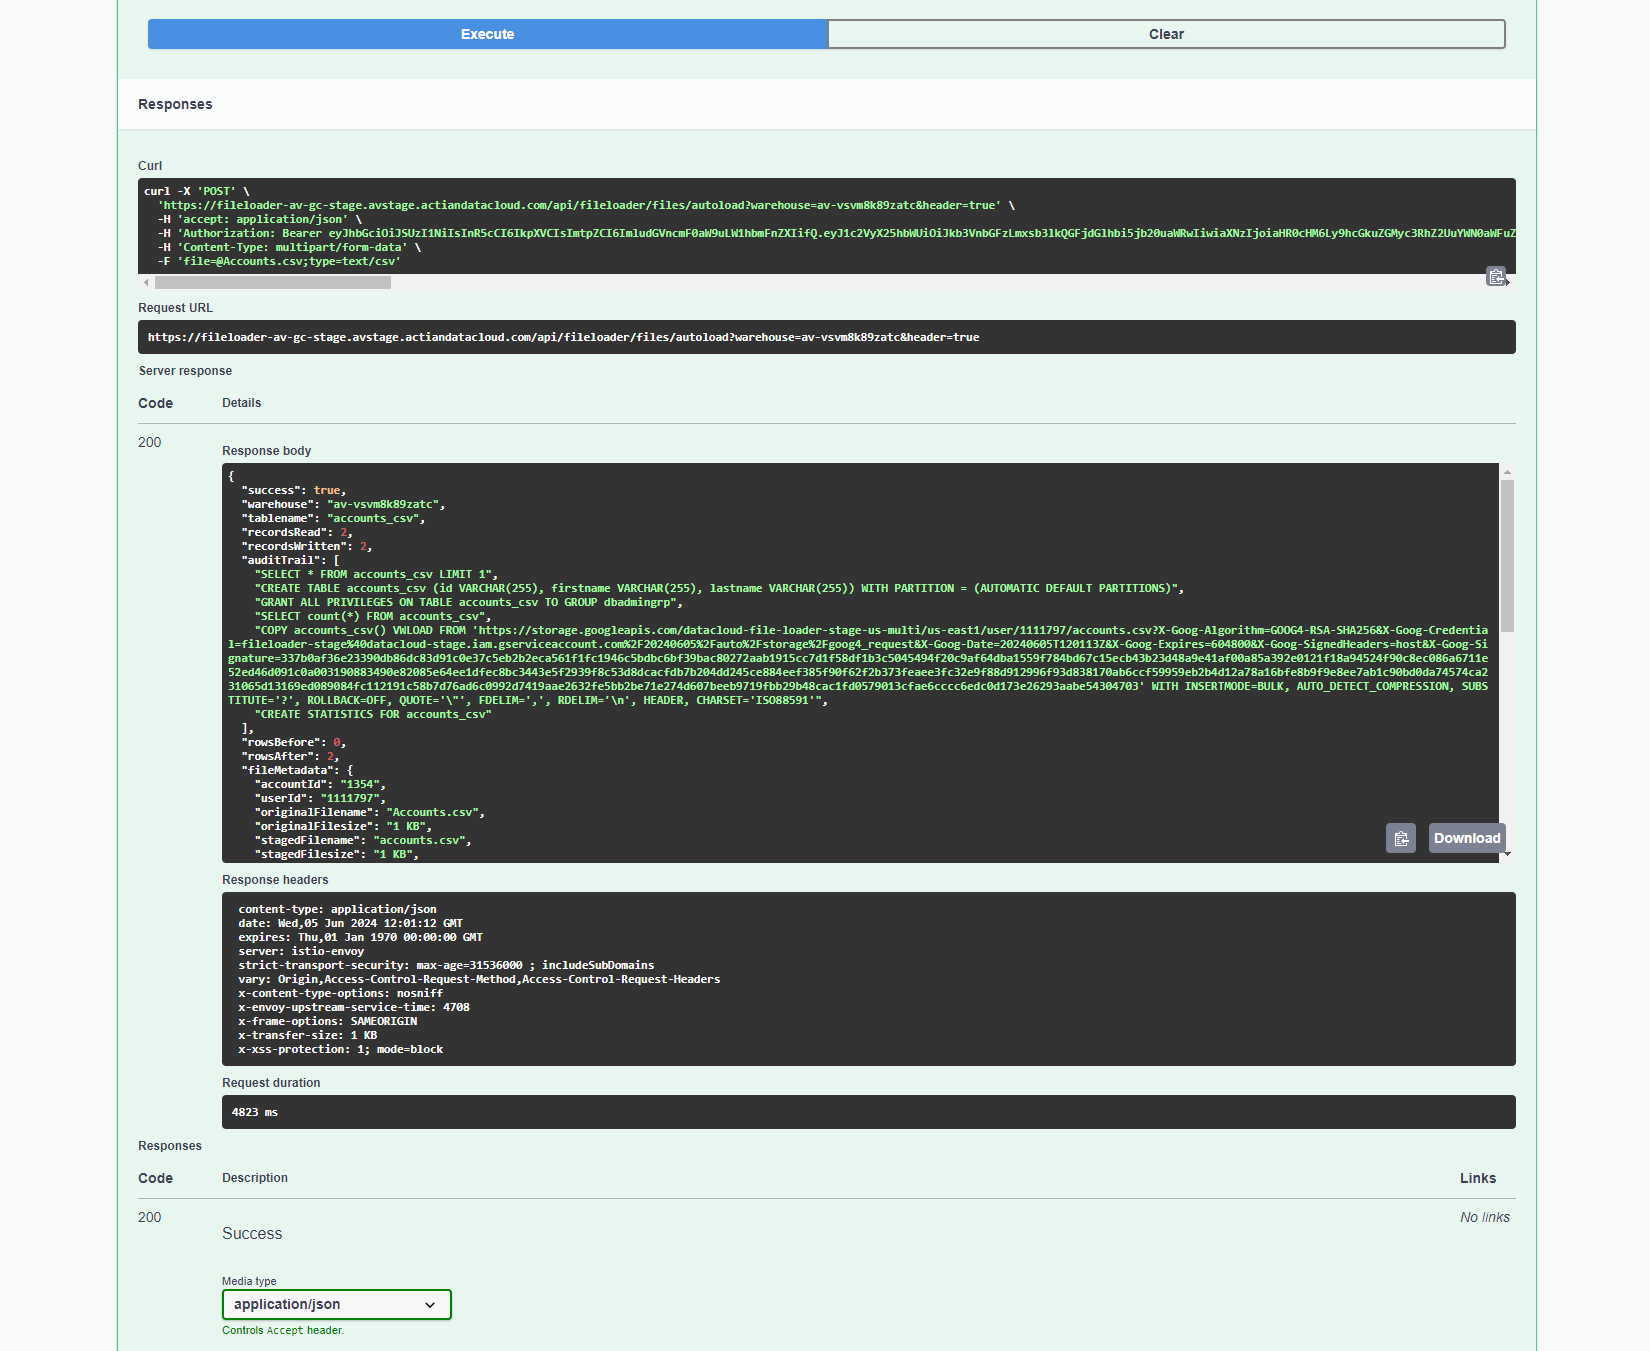 Execute
Clear
Responses
Curl
curl -X 'POST' \
'https://fileloader-av-gc-stage.avstage.actiandatacloud.com/api/fileloader/files/autoload?warehouse=av-vsvm8k89zatc&header=true' \
-H 'accept: application/json' \
-H 'Authorization: Bearer
-H 'Content-Type: multipart/form-data' \
-F 'file=@Accounts.csv;type=text/csv'
Request URL
https://fileloader-av-gc-stage.avstage.actiandatacloud.com/api/fileloader/files/autoload?warehouse=av-vsvm8k89zatc&header=true
Server response
Code Details
200
Response body
{
"success": true,
"warehouse": "av-vsvm8k89zatc",
"tablename": "accounts_csv",
"recordsRead": 2,
"recordsWritten": 2,
"auditTrail": [
"SELECT * FROM accounts_csv LIMIT 1",
"CREATE TABLE accounts_csv (id VARCHAR(255), firstname VARCHAR(255), lastname VARCHAR(255)) WITH PARTITION = (AUTOMATIC DEFAULT PARTITIONS)",
"GRANT ALL PRIVILEGES ON TABLE accounts_csv TO GROUP dbadmingrp",
"SELECT count(*) FROM accounts_csv",
"COPY accounts_csv() VWLOAD FROM 'https://storage.googleapis.com/datacloud-file-loader-stage-us-multi/us-east1/user/1111797/accounts.csv?X-Goog-Algorithm=GOOG4-RSA-SHA256&X-Goog-Credentia
l=fileloader-stage%40datacloud-stage.iam.gserviceaccount.com%2F20240605%2Fauto%2Fstorage%2Fgoog4_request&X-Goog-Date=20240605T120113Z&X-Goog-Expires=604800&X-Goog-SignedHeaders=host&X-Goog-Si
TITUTE='?', ROLLBACK=OFF, QUOTE='\"', FDELIM=',', RDELIM='\n', HEADER, CHARSET='ISO88591'",
"CREATE STATISTICS FOR accounts_csv"
],
"rowsBefore": 0,
"rowsAfter": 2,
"fileMetadata": {
"accountId": "1354",
"userId": "1111797",
"originalFilename": "Accounts.csv",
"originalFilesize": "1 KB",
"stagedFilename": "accounts.csv",
"stagedFilesize": "1 KB",
Download
Response headers
content-type: application/json
date: Wed,05 Jun 2024 12:01:12 GMT
expires: Thu,01 Jan 1970 00:00:00 GMT
server: istio-envoy
strict-transport-security: max-age=31536000 ; includeSubDomains
vary: Origin,Access-Control-Request-Method,Access-Control-Request-Headers
x-content-type-options: nosniff
x-envoy-upstream-service-time: 4708
x-frame-options: SAMEORIGIN
x-transfer-size: 1 KB
x-xss-protection: 1; mode=block
Request duration
4823 ms
Responses
Code Description Links
200
Success
No links
Media type
application/json
Controls Accept header.